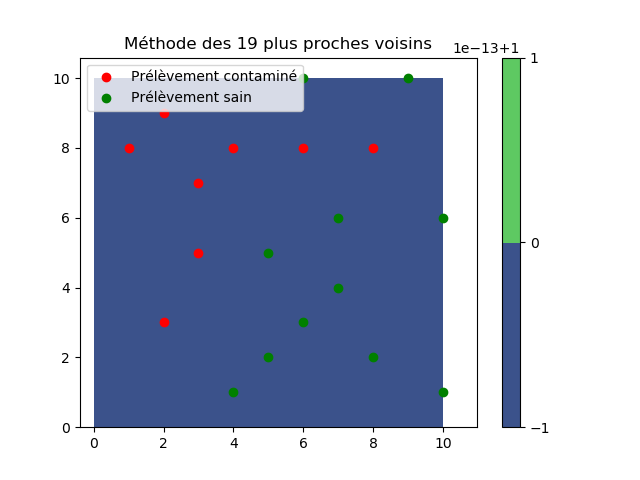 Méthode des 19 plus proches voisins
1e−13+1
Prélèvement contaminé
Prélèvement sain
10
8
6
4
2
0
0 2 4 6 8 10
1
0
−1